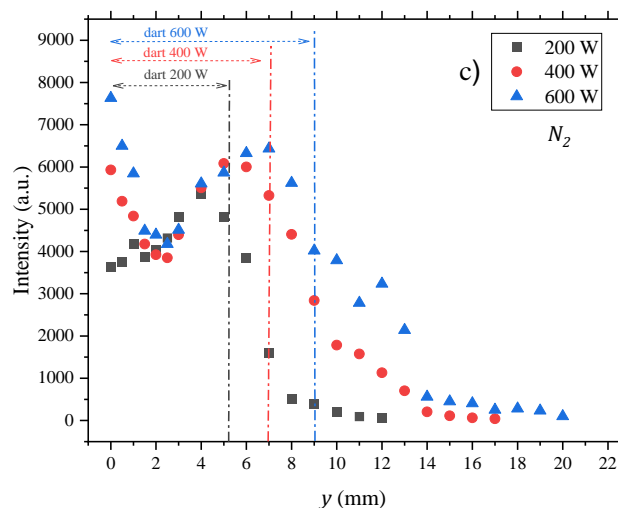 9000
8000
7000
6000
5000
4000
3000
2000
1000
0
Intensity (a.u.)
dart 600 W
dart 400 W
dart 200 W
c)
200 W
400 W
600 W
N₂
0 2 4 6 8 10 12 14 16 18 20 22
y (mm)